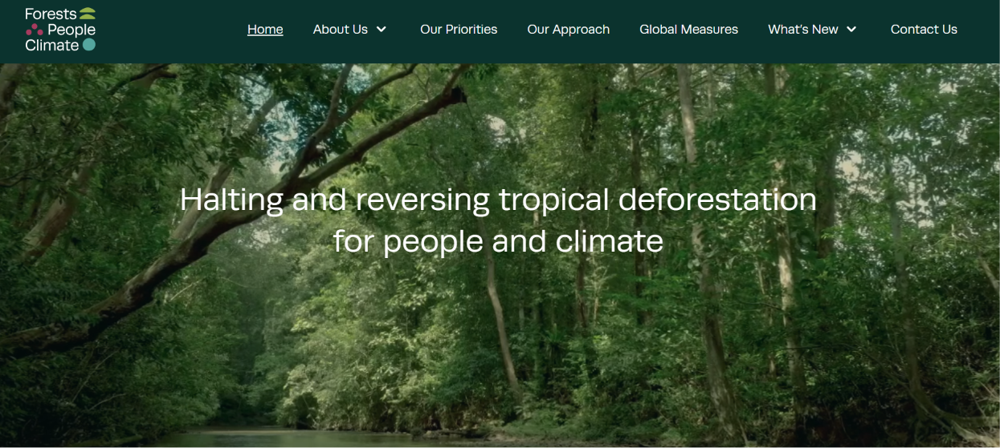 Forests
People
Climate
Home
About Us
Our Priorities
Our Approach
Global Measures
What's New
Contact Us
Halting and reversing tropical deforestation
for people and climate